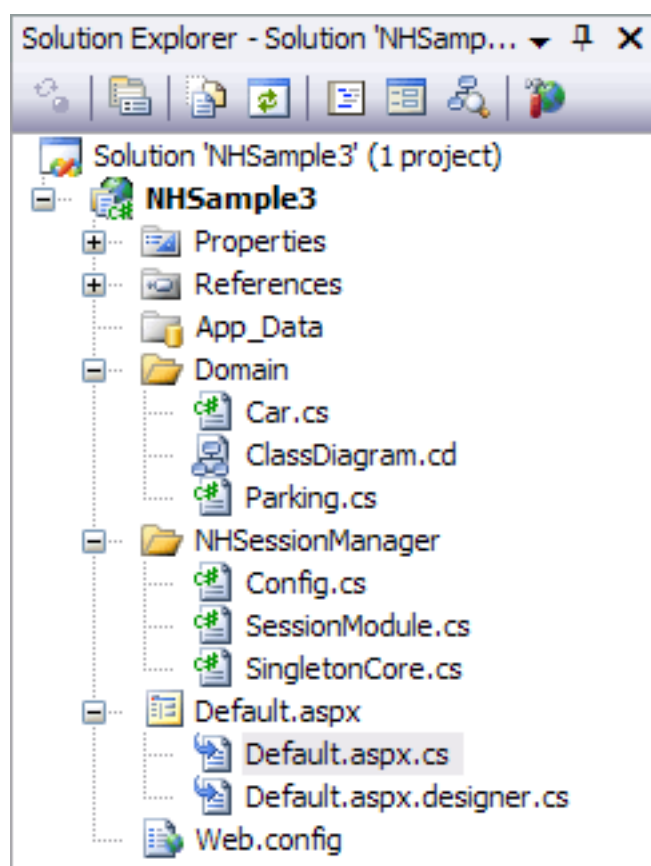 Solution Explorer - Solution 'NHSamp...
Solution 'NHSample3' (1 project)
NHSample3
Properties
References
App_Data
Domain
Car.cs
ClassDiagram.cd
Parking.cs
NHSessionManager
Config.cs
SessionModule.cs
SingletonCore.cs
Default.aspx
Default.aspx.cs
Default.aspx.designer.cs
Web.config